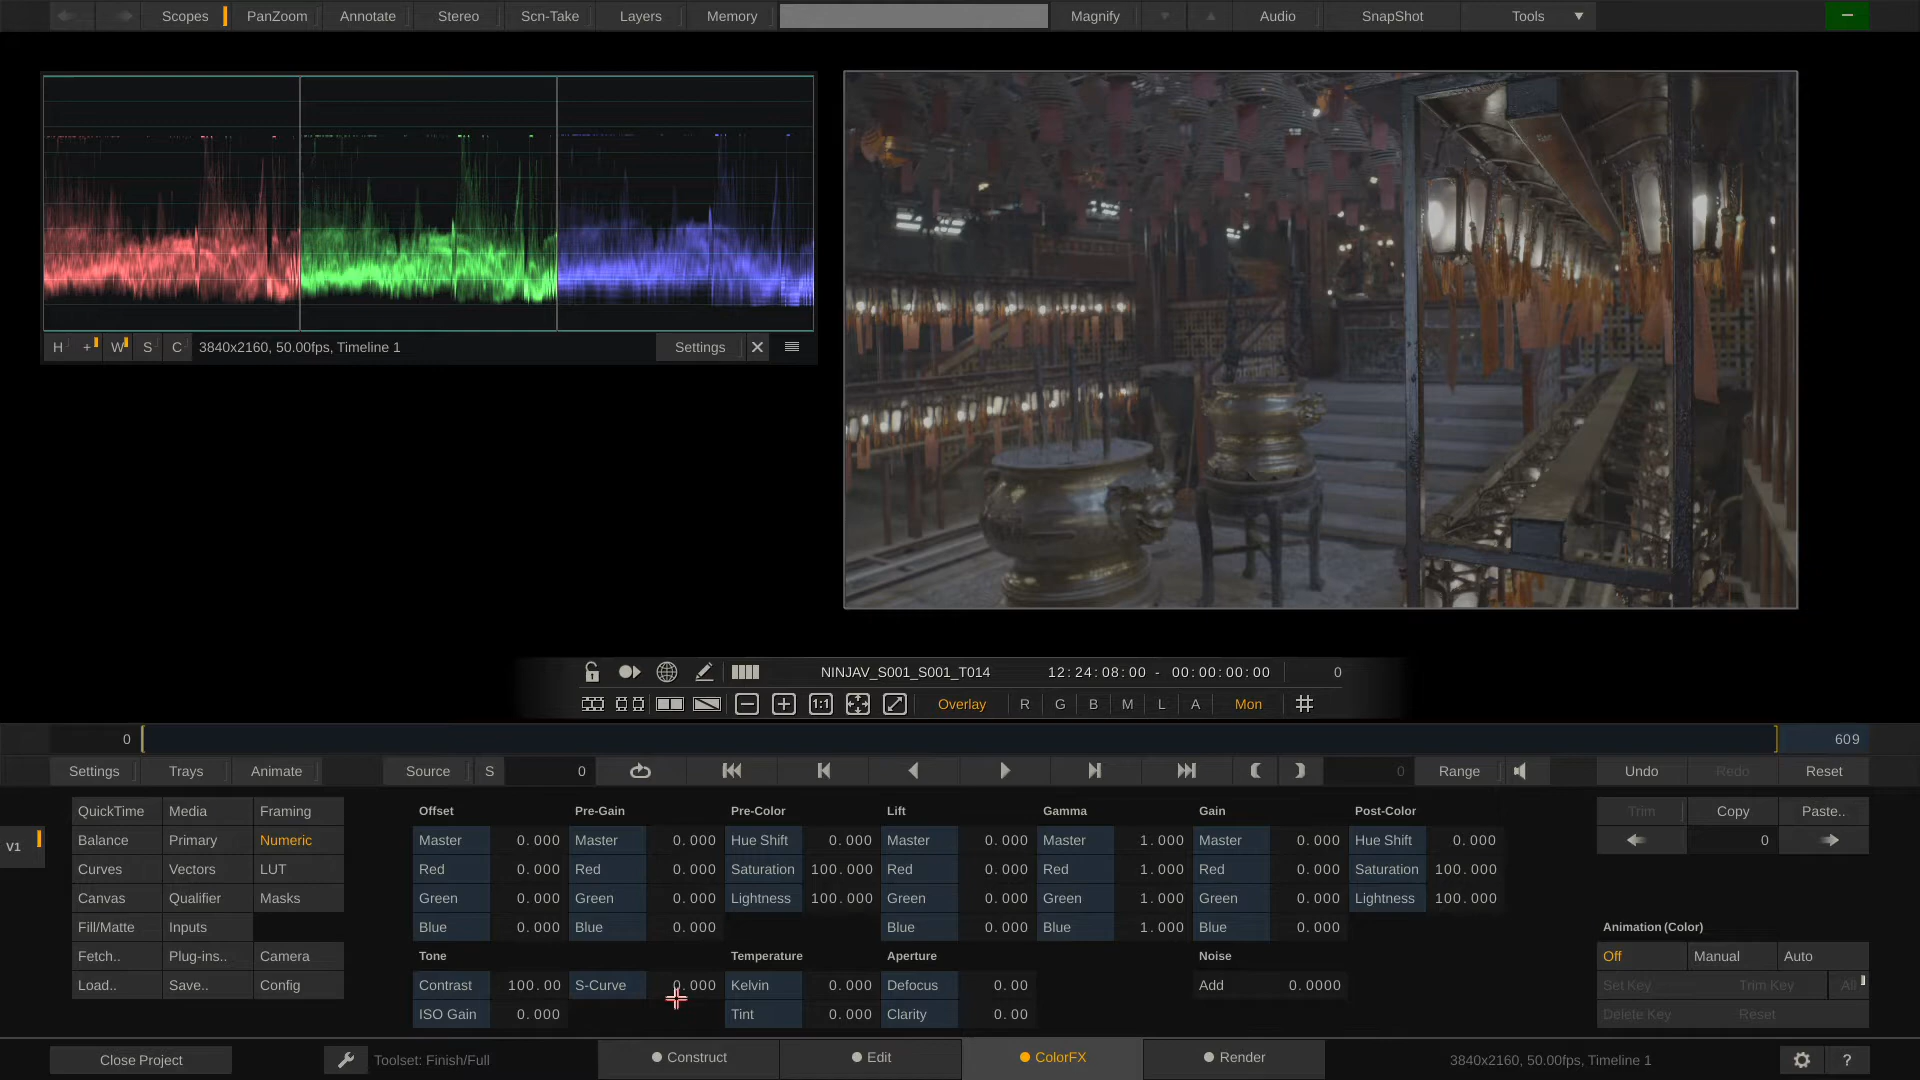 Scopes PanZoom Annotate Stereo Scn-Take Layers Memory Magnify Audio SnapShot Tools
H + W S C 3840x2160, 50.00fps, Timeline 1 Settings
NINJAV_S001_S001_T014 12:24:08:00 - 00:00:00:00 0
1:1 Overlay R G B M L A Mon
0 609
Settings Trays Animate Source S 0 0 Range Undo Redo Reset
QuickTime Media Framing Offset Pre-Gain Pre-Color Lift Gamma Gain Post-Color Trim Copy Paste..
V1 Balance Primary Numeric Master 0.000 Master 0.000 Hue Shift 0.000 Master 0.000 Master 1.000 Master 0.000 Hue Shift 0.000 0
Curves Vectors LUT Red 0.000 Red 0.000 Saturation 100.000 Red 0.000 Red 1.000 Red 0.000 Saturation 100.000
Canvas Qualifier Masks Green 0.000 Green 0.000 Lightness 100.000 Green 0.000 Green 1.000 Green 0.000 Lightness 100.000
Fill/Matte Inputs Blue 0.000 Blue 0.000 Blue 0.000 Blue 1.000 Blue 0.000 Animation (Color)
Fetch.. Plug-ins.. Camera Tone Temperature Aperture Noise Off Manual Auto
Load.. Save.. Config Contrast 100.00 S-Curve 0.000 Kelvin 0.000 Defocus 0.00 Add 0.0000 Set Key Trim Key All
ISO Gain 0.000 Tint 0.000 Clarity 0.00 Delete Key Reset
Close Project Toolset: Finish/Full Construct Edit ColorFX Render 3840x2160, 50.00fps, Timeline 1 ?